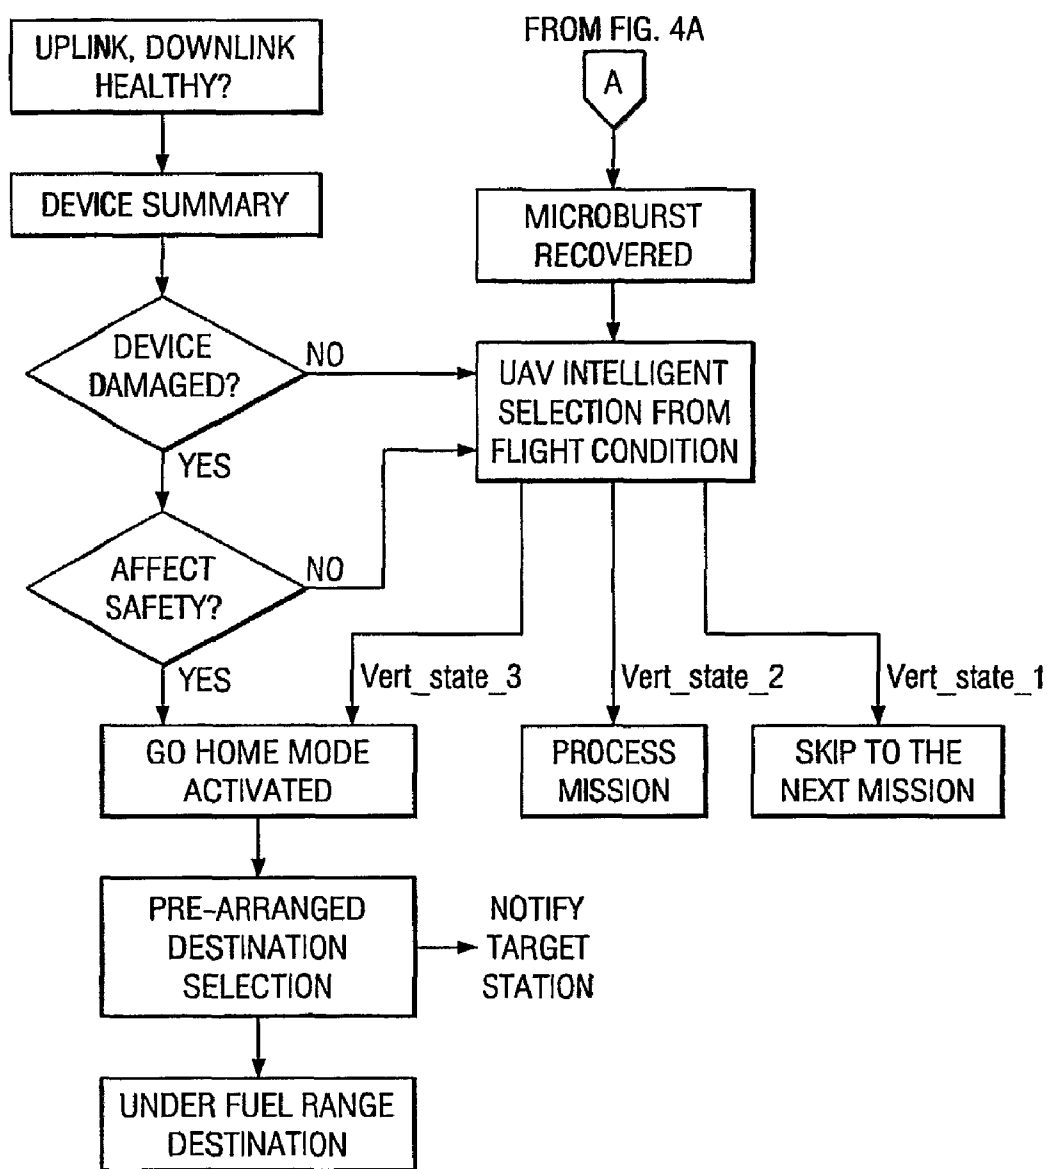 UPLINK, DOWNLINK
HEALTHY?
FROM FIG. 4A
A
DEVICE SUMMARY
MICROBURST
RECOVERED
DEVICE
DAMAGED?
NO
UAV INTELLIGENT
SELECTION FROM
FLIGHT CONDITION
YES
AFFECT
SAFETY?
NO
YES
Vert_state_3
Vert_state_2
Vert_state_1
GO HOME MODE
ACTIVATED
PROCESS
MISSION
SKIP TO THE
NEXT MISSION
PRE-ARRANGED
DESTINATION
SELECTION
NOTIFY
TARGET
STATION
UNDER FUEL RANGE
DESTINATION